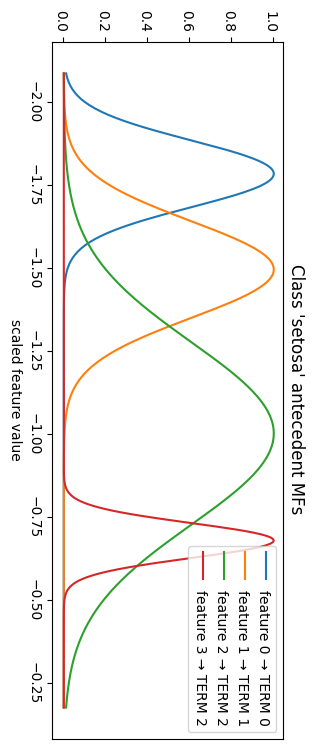 Class 'setosa' antecedent MFs
1.0
0.8
0.6
0.4
0.2
0.0
−2.00
−1.75
−1.50
−1.25
−1.00
−0.75
−0.50
−0.25
scaled feature value
feature 0 → TERM 0
feature 1 → TERM 1
feature 2 → TERM 2
feature 3 → TERM 2